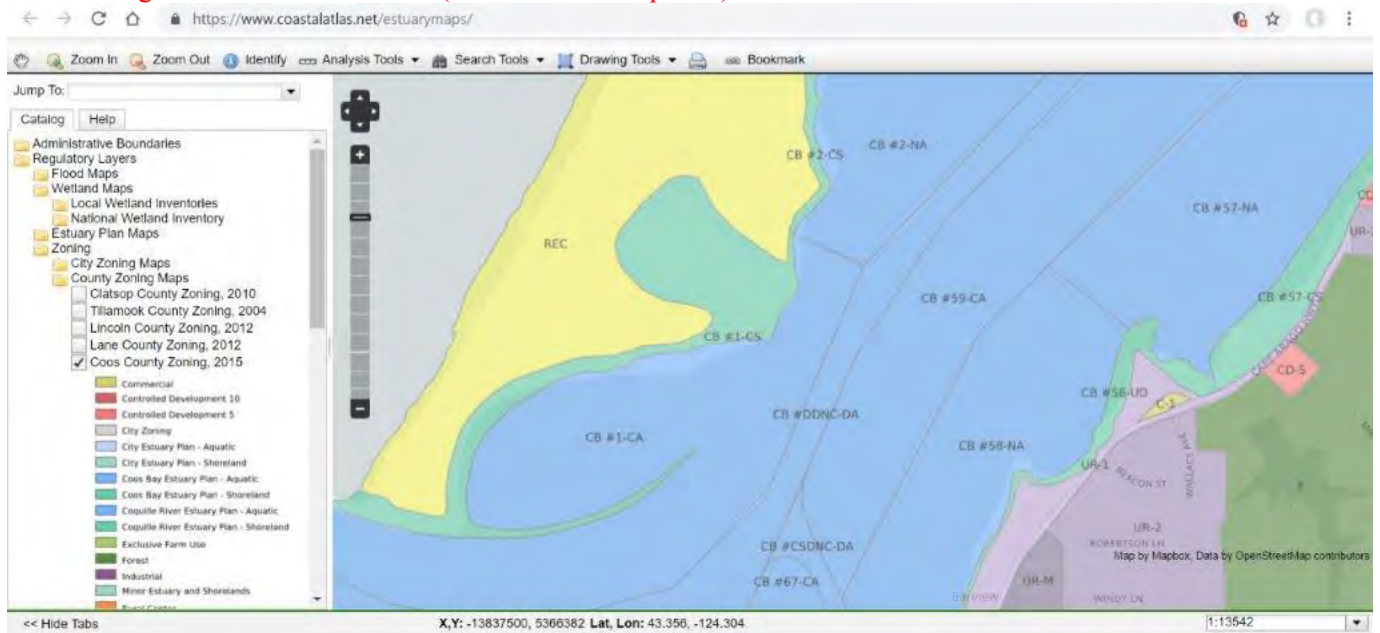 https://www.coastalatlas.net/estuarymaps/
Zoom In Zoom Out Identify Analysis Tools Search Tools Drawing Tools Bookmark
Jump To:
Catalog Help
Administrative Boundaries
Regulatory Layers
Flood Maps
Wetland Maps
Local Wetland Inventories
National Wetland Inventory
Estuary Plan Maps
Zoning
City Zoning Maps
County Zoning Maps
Clatsop County Zoning, 2010
Tillamook County Zoning, 2004
Lincoln County Zoning, 2012
Lane County Zoning, 2012
Coos County Zoning, 2015
Commercial
Controlled Development 10
Controlled Development 5
City Zoning
City Estuary Plan - Aquatic
City Estuary Plan - Shoreland
Coos Bay Estuary Plan - Aquatic
Coos Bay Estuary Plan - Shoreland
Coquille River Estuary Plan - Aquatic
Coquille River Estuary Plan - Shoreland
Exclusive Farm Use
Forest
Industrial
Minor Estuary and Shorelands
CB #2-CS
CB #2-NA
CB #57-NA
REC
CB #59-CA
CB #57-CS
CB #1-CS
CD-5
CB #58-UD
C-1
CB #DDNC-DA
CB #1-CA
CB #58-NA
UR-1
BEACON ST
WALLACE AVE
UR-2
CB #CSDNC-DA
ROBERTSON LN
Map by Mapbox, Data by OpenStreetMap contributors
CB #67-CA
UR-M
Barview
WINDY LN
<< Hide Tabs
X,Y: -13837500, 5366382 Lat, Lon: 43.356, -124.304
1:13542